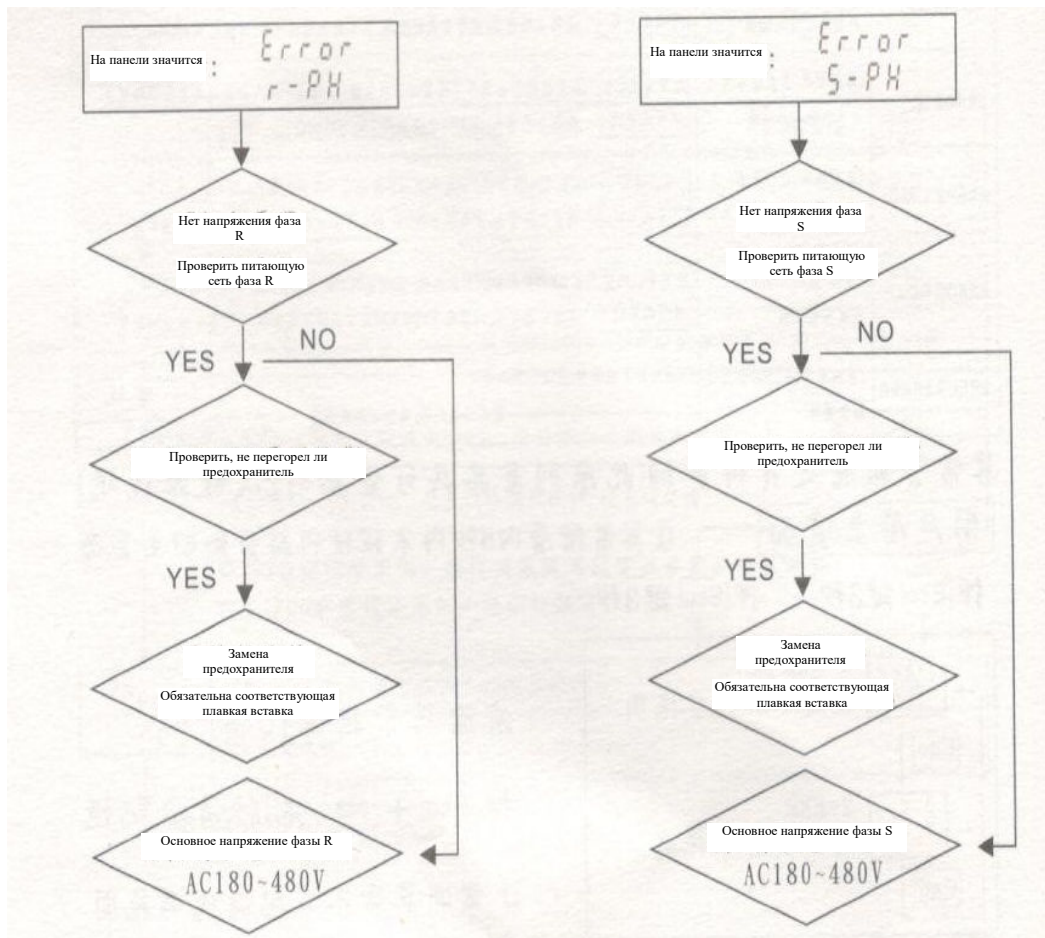 На панели значится :
Error
r-PH
Нет напряжения фаза
R
Проверить питающую
сеть фаза R
YES
NO
Проверить, не перегорел ли
предохранитель
YES
Замена
предохранителя
Обязательна соответствующая
плавкая вставка
Основное напряжение фазы R
AC180~480V
На панели значится :
Error
S-PH
Нет напряжения фаза
S
Проверить питающую
сеть фаза S
YES
NO
Проверить, не перегорел ли
предохранитель
YES
Замена
предохранителя
Обязательна соответствующая
плавкая вставка
Основное напряжение фазы S
AC180~480V